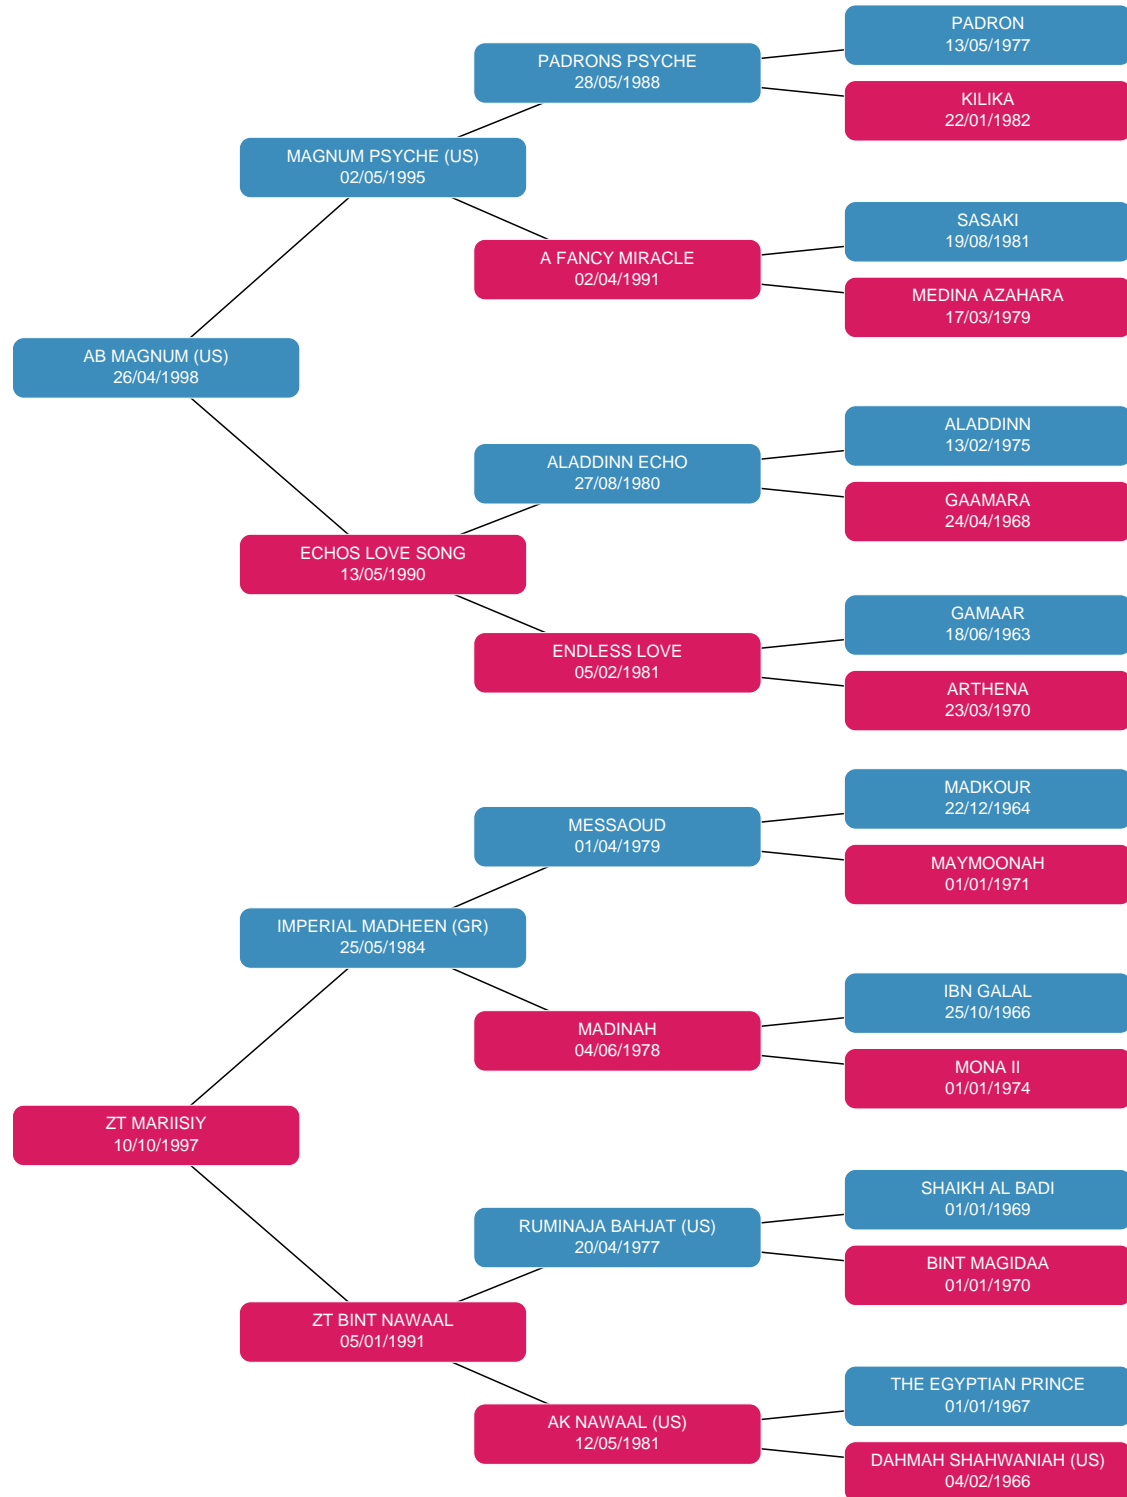 PADRON
13/05/1977
PADRONS PSYCHE
28/05/1988
KILIKA
22/01/1982
MAGNUM PSYCHE (US)
02/05/1995
SASAKI
19/08/1981
A FANCY MIRACLE
02/04/1991
MEDINA AZAHARA
17/03/1979
AB MAGNUM (US)
26/04/1998
ALADDINN
13/02/1975
ALADDINN ECHO
27/08/1980
GAAMARA
24/04/1968
ECHOS LOVE SONG
13/05/1990
GAMAAR
18/06/1963
ENDLESS LOVE
05/02/1981
ARTHENA
23/03/1970
MADKOUR
22/12/1964
MESSAOUD
01/04/1979
MAYMOONAH
01/01/1971
IMPERIAL MADHEEN (GR)
25/05/1984
IBN GALAL
25/10/1966
MADINAH
04/06/1978
MONA II
01/01/1974
ZT MARIISIY
10/10/1997
SHAIKH AL BADI
01/01/1969
RUMINAJA BAHJAT (US)
20/04/1977
BINT MAGIDAA
01/01/1970
ZT BINT NAWAAL
05/01/1991
THE EGYPTIAN PRINCE
01/01/1967
AK NAWAAL (US)
12/05/1981
DAHMAH SHAHWANIAH (US)
04/02/1966